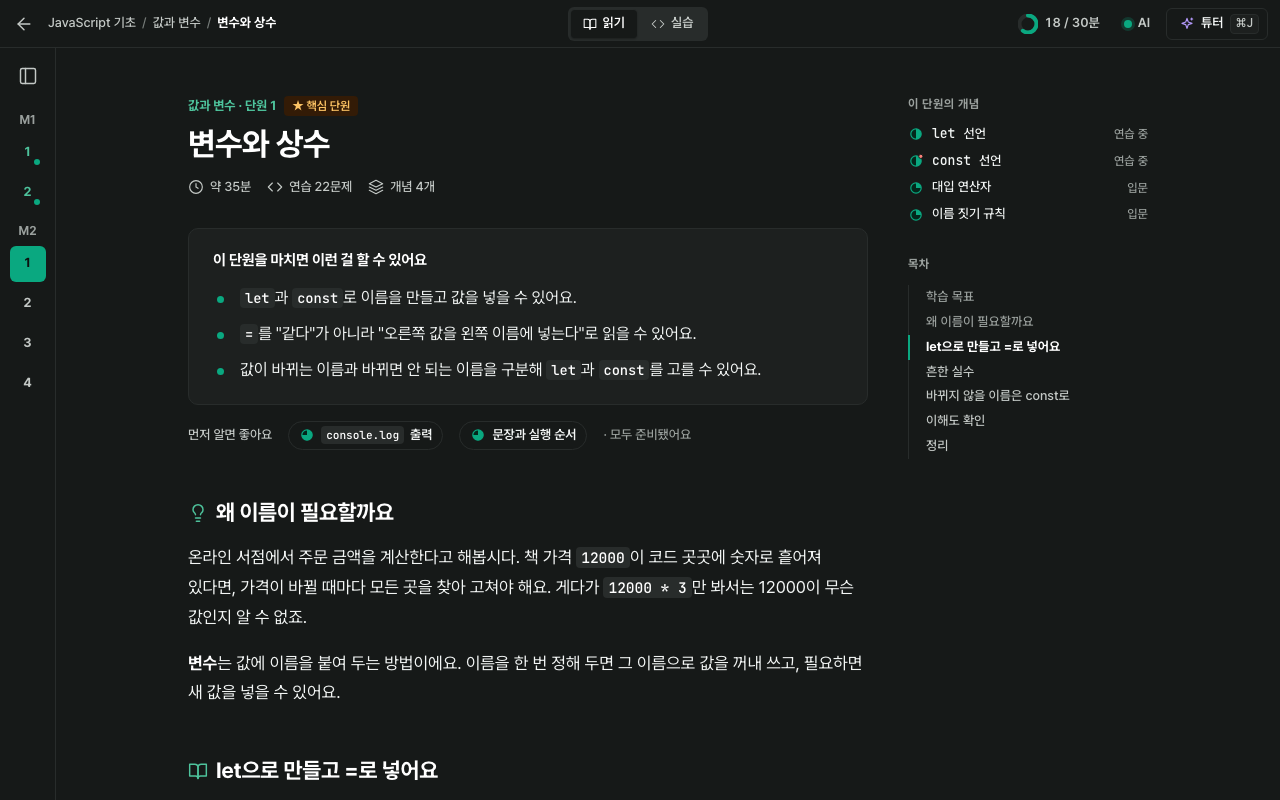 JavaScript 기초 / 값과 변수 / 변수와 상수
읽기
실습
18 / 30분
AI
튜터 ⌘J
M1
1
2
M2
1
2
3
4
값과 변수 · 단원 1 ★ 핵심 단원
변수와 상수
약 35분 연습 22문제 개념 4개
이 단원을 마치면 이런 걸 할 수 있어요
let과 const로 이름을 만들고 값을 넣을 수 있어요.
=를 "같다"가 아니라 "오른쪽 값을 왼쪽 이름에 넣는다"로 읽을 수 있어요.
값이 바뀌는 이름과 바뀌면 안 되는 이름을 구분해 let과 const를 고를 수 있어요.
먼저 알면 좋아요 console.log 출력 문장과 실행 순서 · 모두 준비됐어요
왜 이름이 필요할까요
온라인 서점에서 주문 금액을 계산한다고 해봅시다. 책 가격 12000이 코드 곳곳에 숫자로 흩어져
있다면, 가격이 바뀔 때마다 모든 곳을 찾아 고쳐야 해요. 게다가 12000 * 3만 봐서는 12000이 무슨
값인지 알 수 없죠.
변수는 값에 이름을 붙여 두는 방법이에요. 이름을 한 번 정해 두면 그 이름으로 값을 꺼내 쓰고, 필요하면
새 값을 넣을 수 있어요.
let으로 만들고 =로 넣어요
이 단원의 개념
let 선언 연습 중
const 선언 연습 중
대입 연산자 입문
이름 짓기 규칙 입문
목차
학습 목표
왜 이름이 필요할까요
let으로 만들고 =로 넣어요
흔한 실수
바뀌지 않을 이름은 const로
이해도 확인
정리